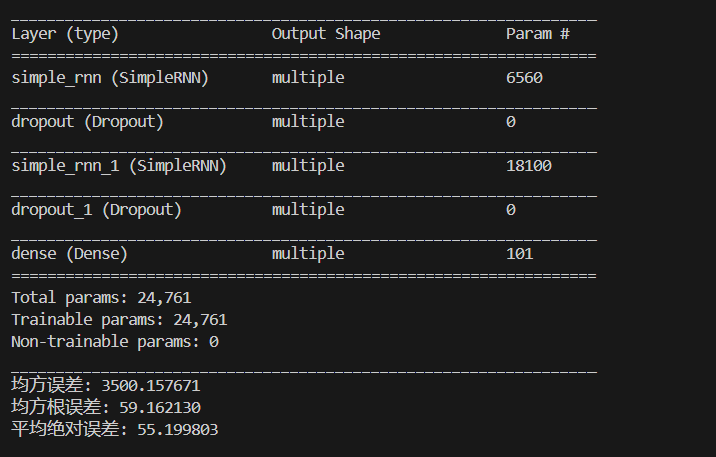 _________________________________________________________________
Layer (type)                 Output Shape              Param #
=================================================================
simple_rnn (SimpleRNN)       multiple                  6560
_________________________________________________________________
dropout (Dropout)            multiple                  0
_________________________________________________________________
simple_rnn_1 (SimpleRNN)     multiple                  18100
_________________________________________________________________
dropout_1 (Dropout)          multiple                  0
_________________________________________________________________
dense (Dense)                multiple                  101
=================================================================
Total params: 24,761
Trainable params: 24,761
Non-trainable params: 0
_________________________________________________________________
均方误差: 3500.157671
均方根误差: 59.162130
平均绝对误差: 55.199803